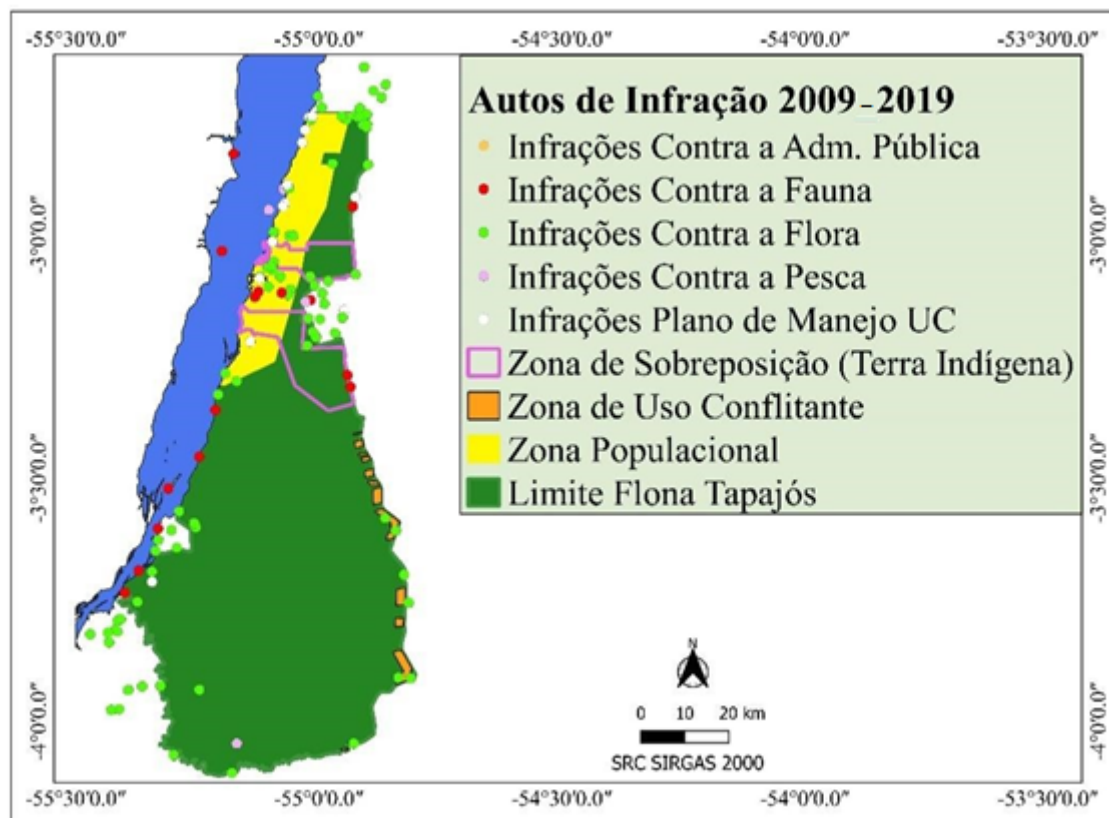 -55°30'0.0" -55°0'0.0" -54°30'0.0" -54°0'0.0" -53°30'0.0"
Autos de Infração 2009-2019
Infrações Contra a Adm. Pública
Infrações Contra a Fauna
Infrações Contra a Flora
Infrações Contra a Pesca
Infrações Plano de Manejo UC
Zona de Sobreposição (Terra Indígena)
Zona de Uso Conflitante
Zona Populacional
Limite Flona Tapajós
-3°0'0.0" -3°0'0.0"
-3°30'0.0" -3°30'0.0"
-4°0'0.0" -4°0'0.0"
N
0 10 20 km
SRC SIRGAS 2000
-55°30'0.0" -55°0'0.0" -54°30'0.0" -54°0'0.0" -53°30'0.0"